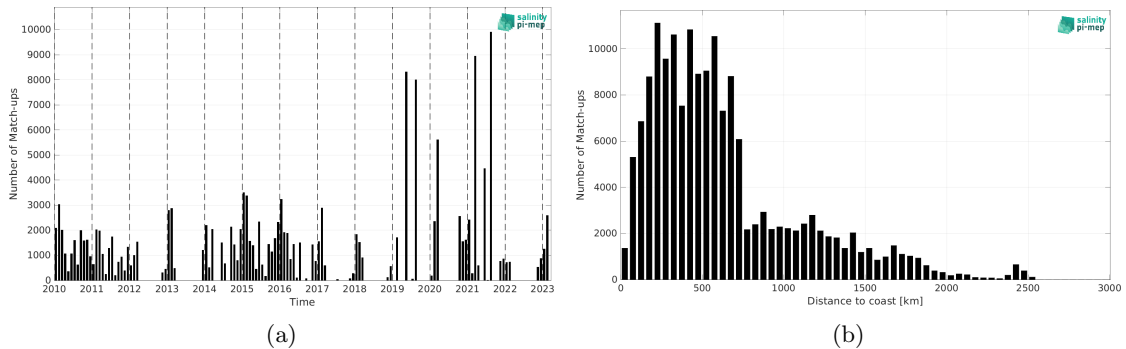 salinity
pi-mep
10000
9000
8000
7000
6000
5000
4000
3000
2000
1000
0
Number of Match-ups
2010 2011 2012 2013 2014 2015 2016 2017 2018 2019 2020 2021 2022 2023
Time
(a)
salinity
pi-mep
10000
8000
6000
4000
2000
0
Number of Match-ups
0 500 1000 1500 2000 2500 3000
Distance to coast [km]
(b)